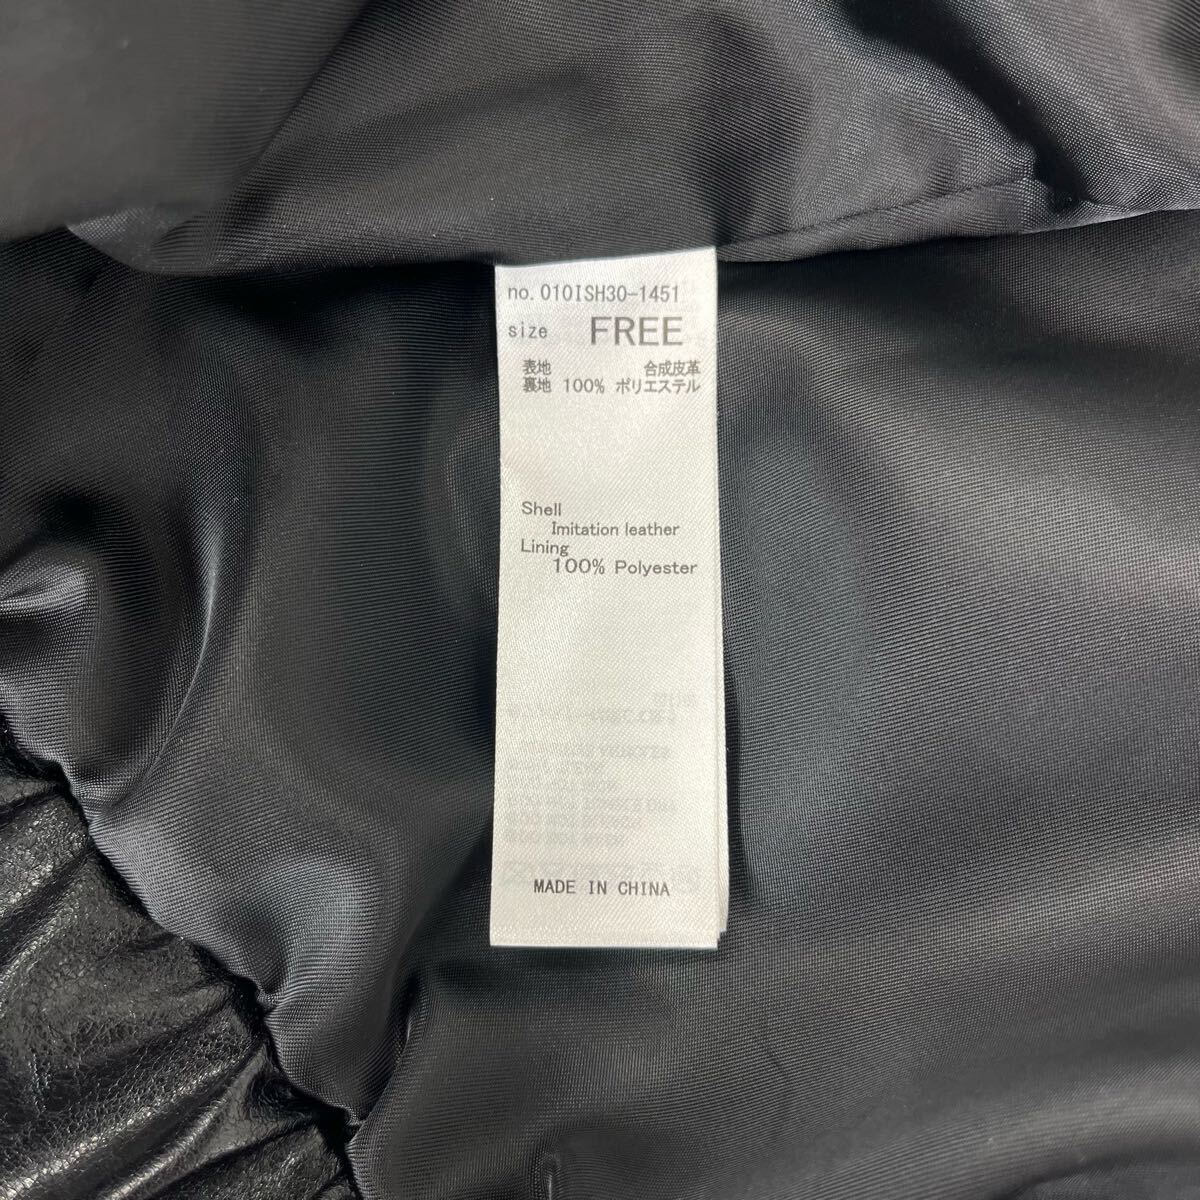 no. 010ISH30-1451
size FREE
表地 合成皮革
裏地 100% ポリエステル
Shell
Imitation leather
Lining
100% Polyester
MADE IN CHINA